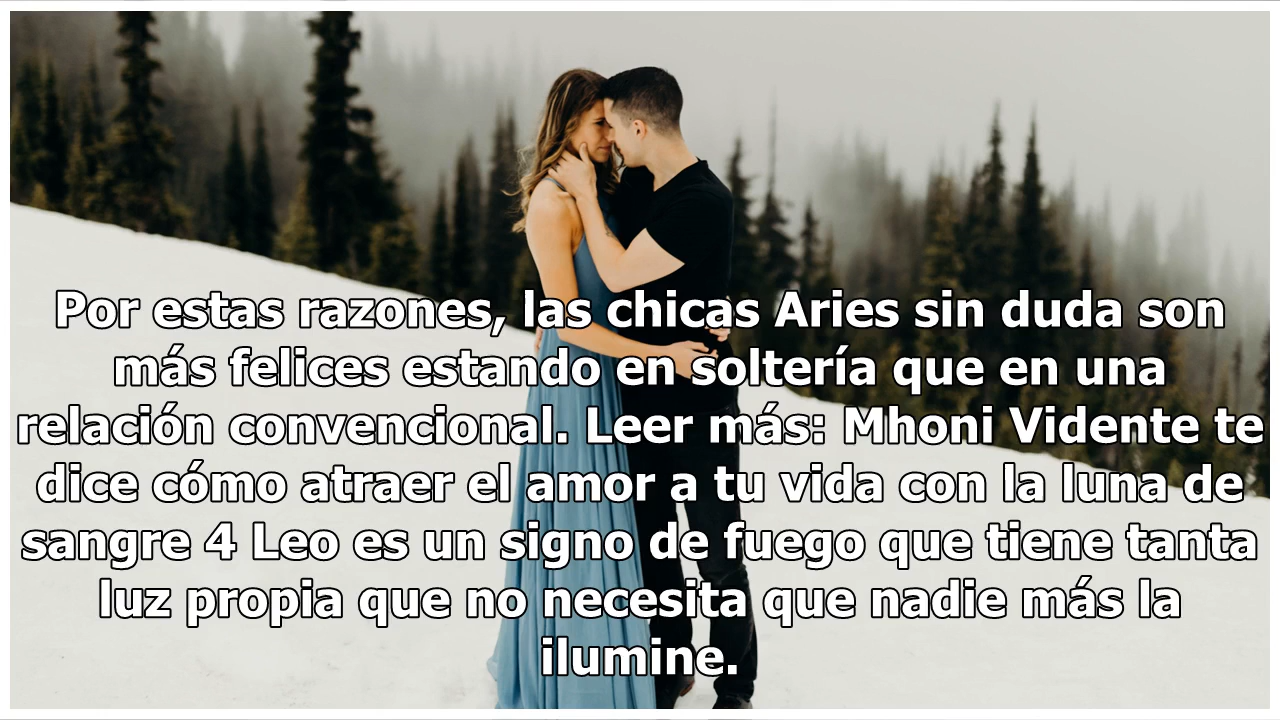 Por estas razones, las chicas Aries sin duda son
más felices estando en soltería que en una
relación convencional. Leer más: Mhoni Vidente te
dice cómo atraer el amor a tu vida con la luna de
sangre 4 Leo es un signo de fuego que tiene tanta
luz propia que no necesita que nadie más la
ilumine.